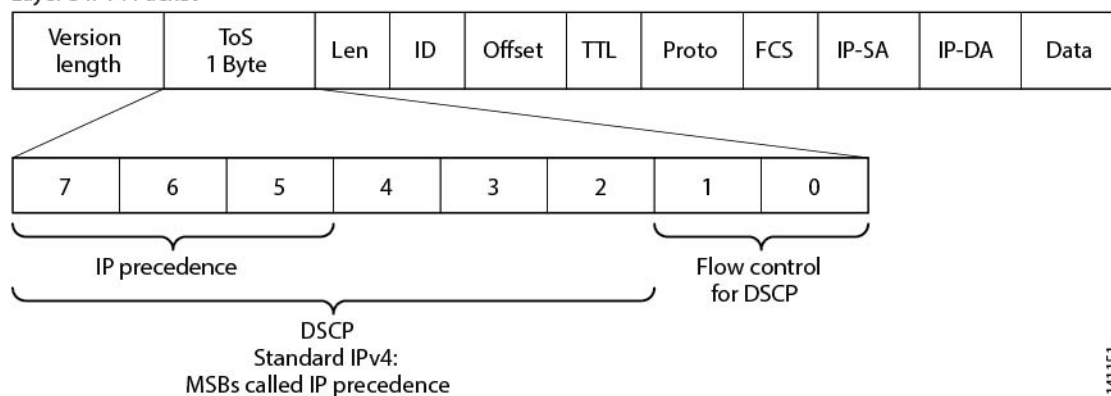 Version length
ToS 1 Byte
Len
ID
Offset
TTL
Proto
FCS
IP-SA
IP-DA
Data
7 6 5 4 3 2 1 0
IP precedence
Flow control for DSCP
DSCP
Standard IPv4:
MSBs called IP precedence